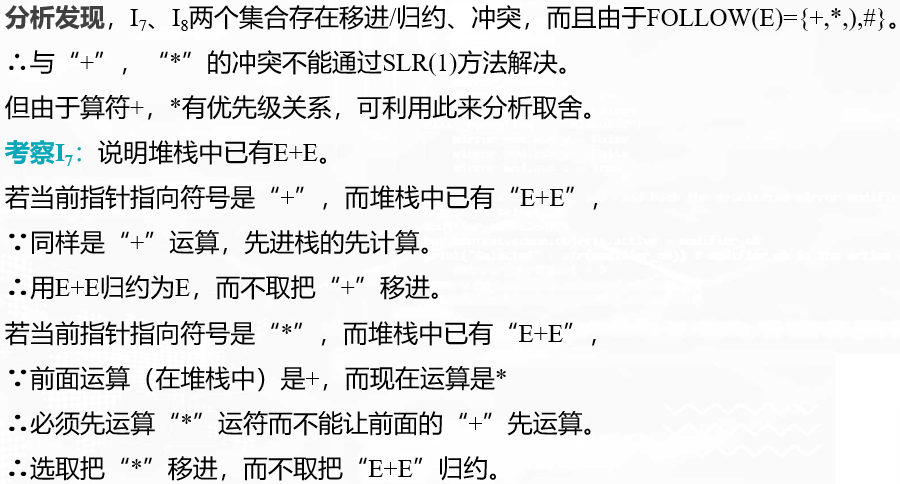 分析发现，I₇、I₈两个集合存在移进/归约、冲突，而且由于FOLLOW(E)={+,*,),#}。
∴与“+”，“*”的冲突不能通过SLR(1)方法解决。
但由于算符+，*有优先级关系，可利用此来分析取舍。
考察I₇：说明堆栈中已有E+E。
若当前指针指向符号是“+”，而堆栈中已有“E+E”，
∵同样是“+”运算，先进栈的先计算。
∴用E+E归约为E，而不取把“+”移进。
若当前指针指向符号是“*”，而堆栈中已有“E+E”，
∵前面运算（在堆栈中）是+，而现在运算是*
∴必须先运算“*”运符而不能让前面的“+”先运算。
∴选取把“*”移进，而不取把“E+E”归约。